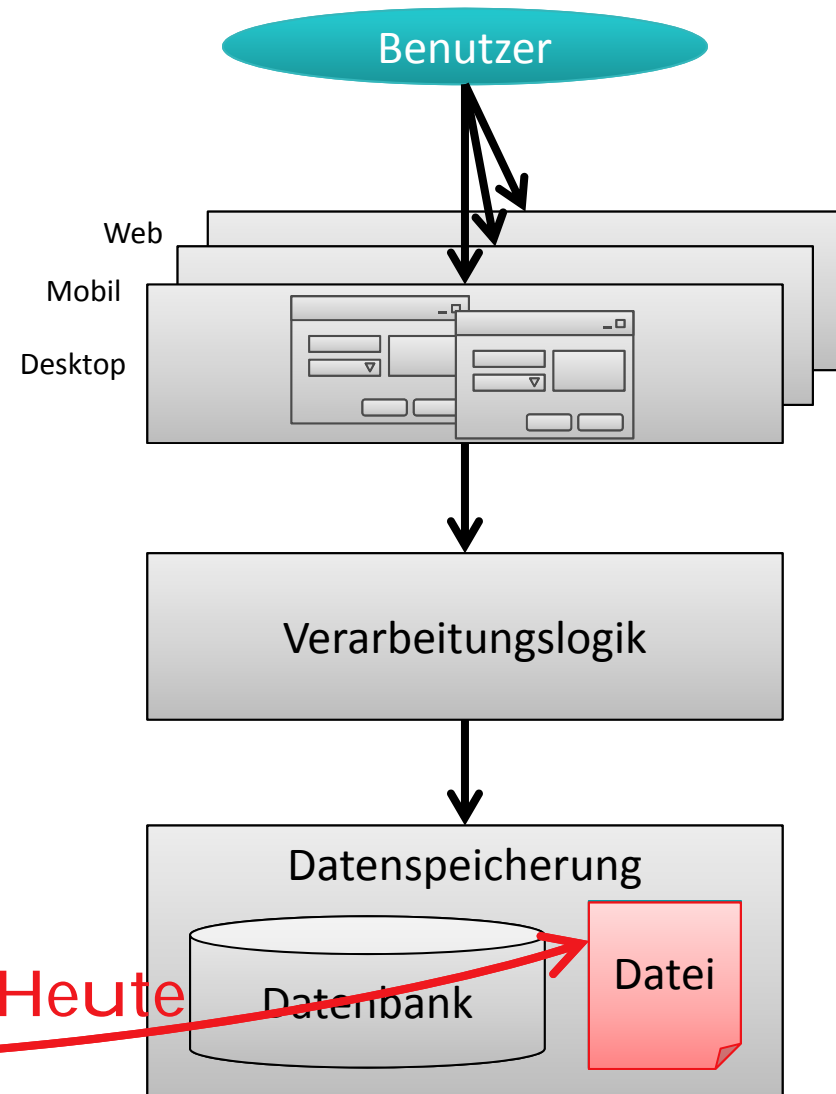 Benutzer
Web
Mobil
Desktop
Verarbeitungslogik
Datenspeicherung
Datei
Heute
Datenbank